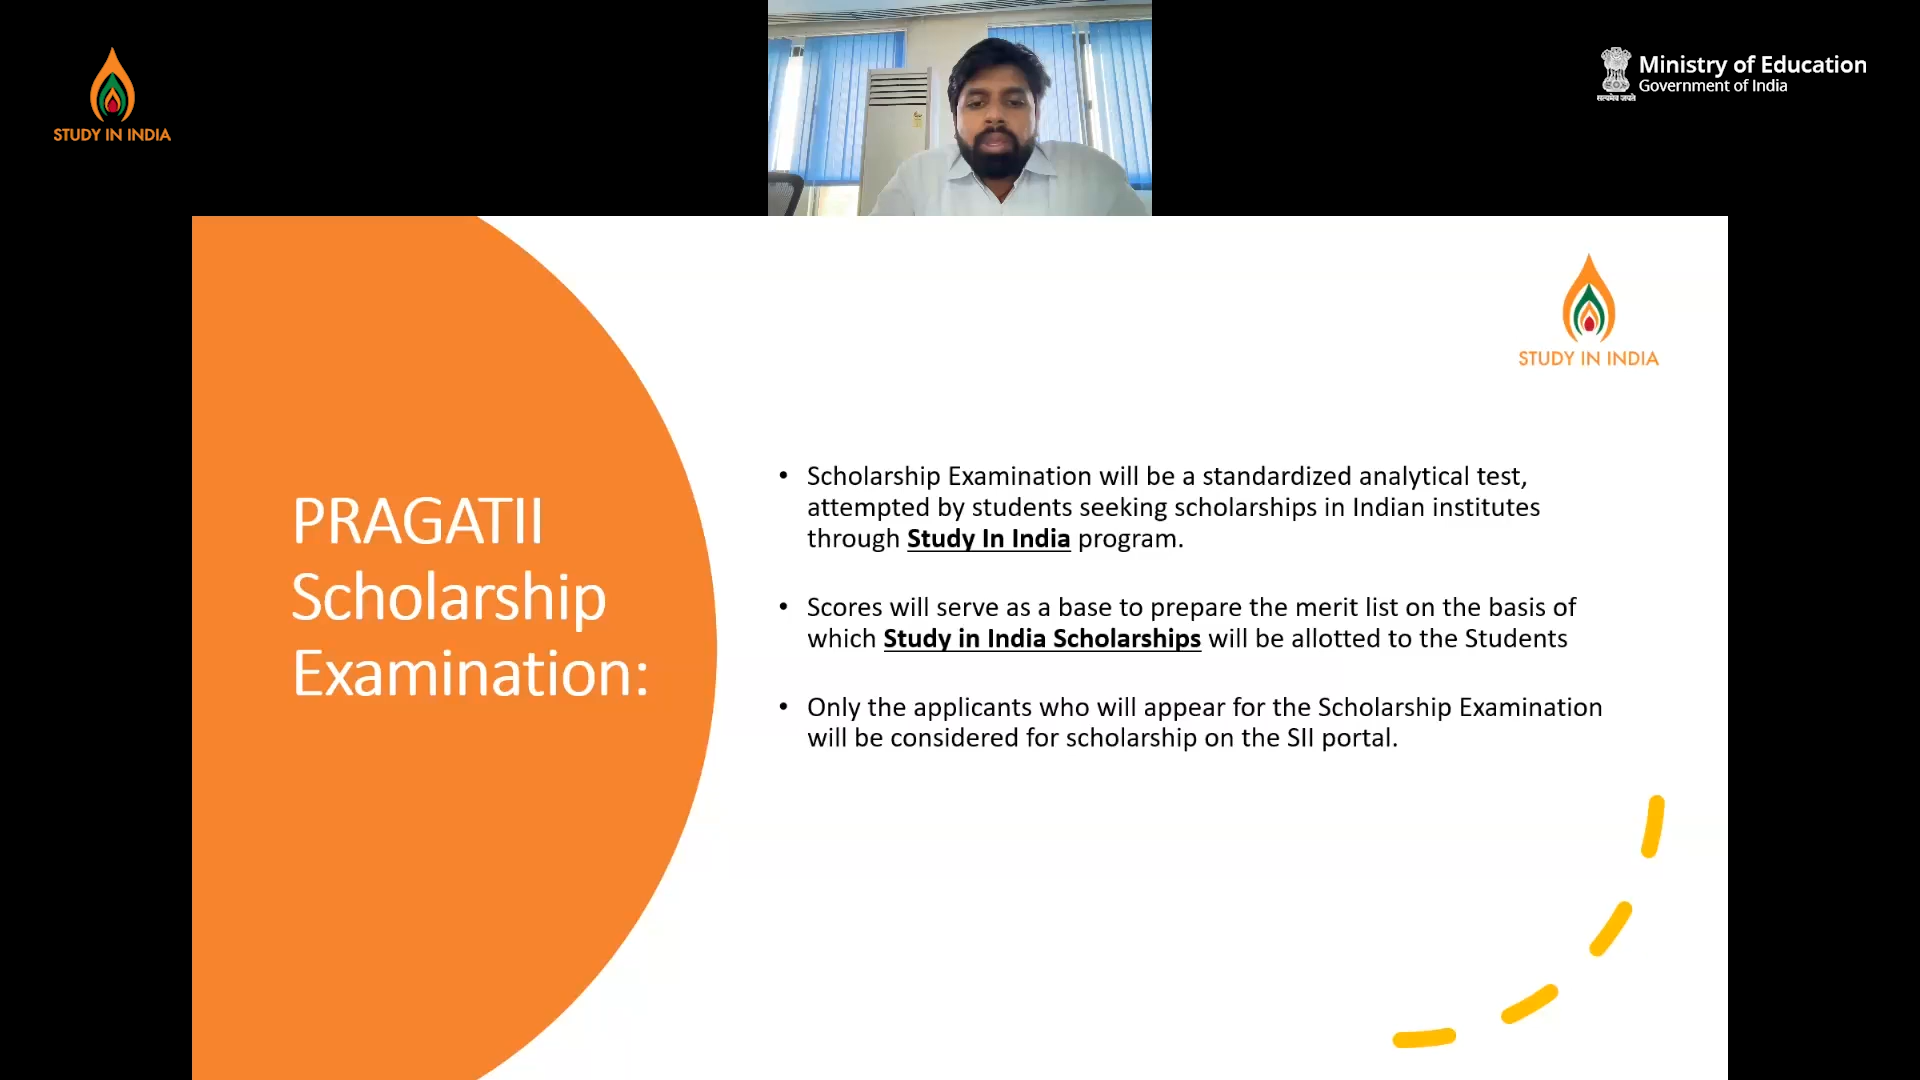 STUDY IN INDIA
सत्यमेव जयते
Ministry of Education
Government of India
STUDY IN INDIA
PRAGATII
Scholarship
Examination:
• Scholarship Examination will be a standardized analytical test,
attempted by students seeking scholarships in Indian institutes
through Study In India program.
• Scores will serve as a base to prepare the merit list on the basis of
which Study in India Scholarships will be allotted to the Students
• Only the applicants who will appear for the Scholarship Examination
will be considered for scholarship on the SII portal.